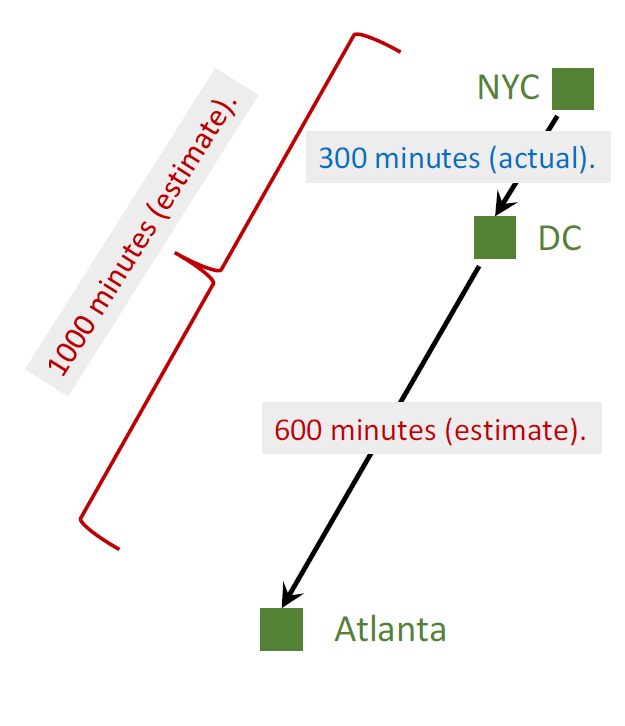 NYC
1000 minutes (estimate).
300 minutes (actual).
DC
600 minutes (estimate).
Atlanta